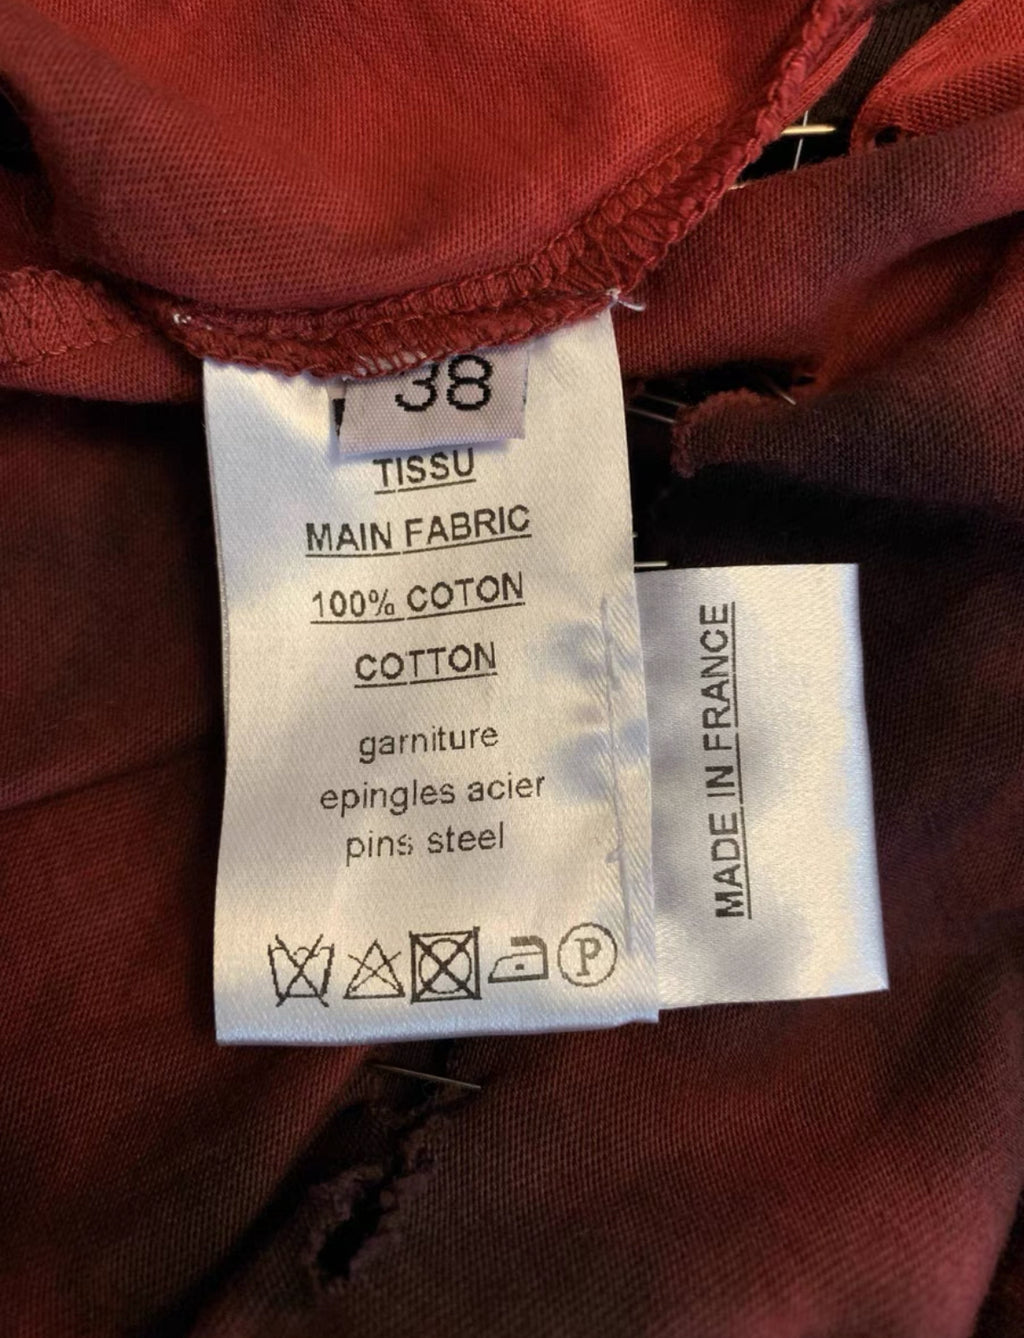 38
TISSU
MAIN FABRIC
100% COTON
COTTON
garniture
epingles acier
pins steel
P
MADE IN FRANCE